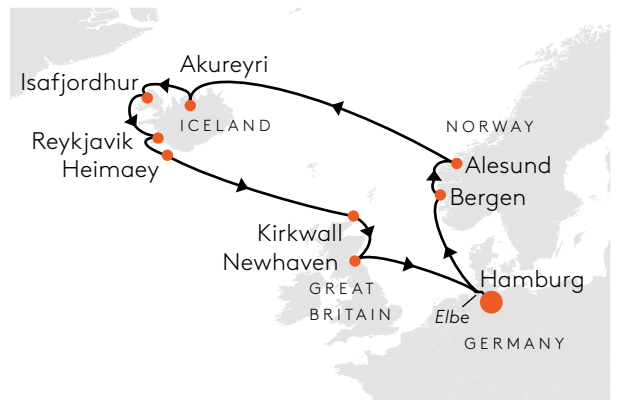 Akureyri
Isafjordhur
ICELAND
NORWAY
Reykjavik
Heimaey
Alesund
Bergen
Kirkwall
Newhaven
Hamburg
GREAT
BRITAIN
Elbe
GERMANY